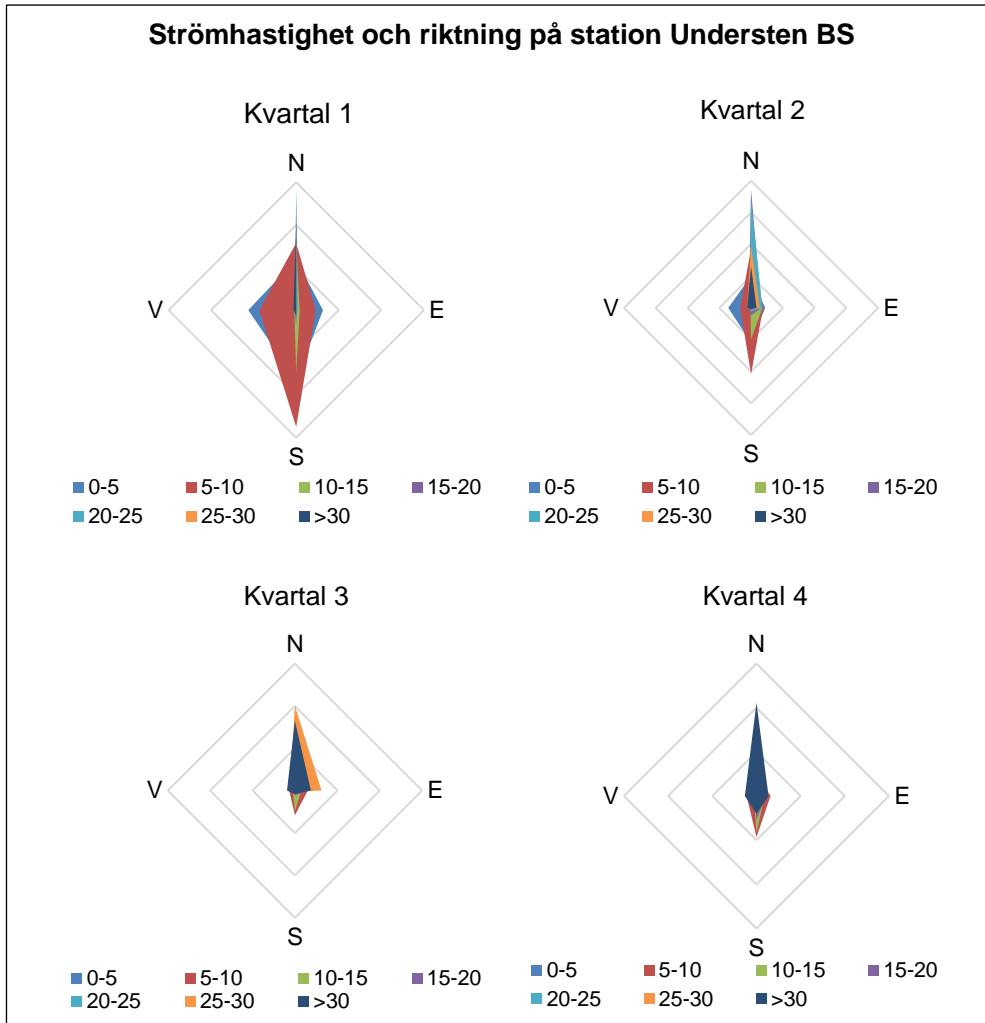 Strömhastighet och riktning på station Understen BS
Kvartal 1
N
V
E
S
0-5 5-10 10-15 15-20
20-25 25-30 >30
Kvartal 2
N
V
E
S
0-5 5-10 10-15 15-20
20-25 25-30 >30
Kvartal 3
N
V
E
S
0-5 5-10 10-15 15-20
20-25 25-30 >30
Kvartal 4
N
V
E
S
0-5 5-10 10-15 15-20
20-25 25-30 >30